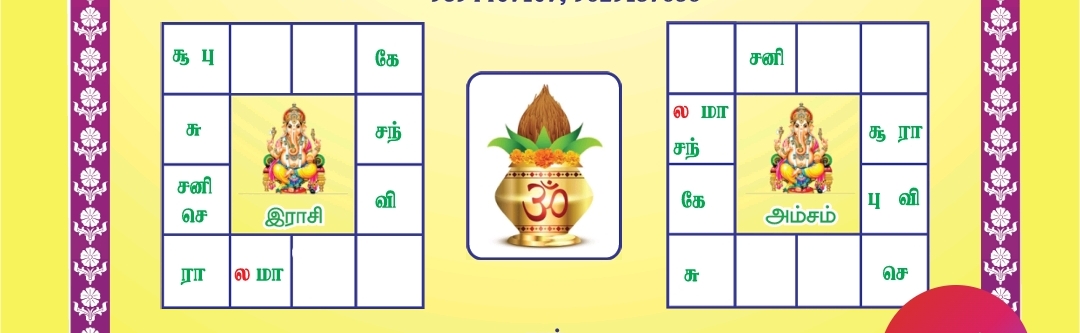 சூ பு
கே
சு
சந்
சனி
செ
வி
இராசி
ரா
ல மா
ॐ
சனி
ல மா
சந்
சூ ரா
கே
பு வி
அம்சம்
சு
செ